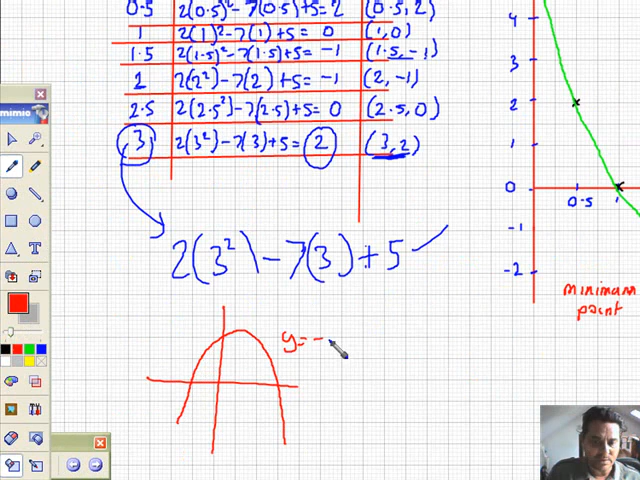 0.5 2(0.5)²-7(0.5)+5=2 (0.5, 2)
1 2(1)²-7(1)+5= 0 (1,0)
1.5 2(1.5)²-7(1.5)+5= -1 (1.5,-1)
2 7(2²)-7(2)+5= -1 (2,-1)
2.5 2(2.5²)-7(2.5)+5= 0 (2.5, 0)
3 2(3²)-7(3)+5= 2 (3,2)
2(3²)-7(3)+5
y=-
4
3
2
1
0
-1
-2
0.5 1
minimum
point
mimio
A
T